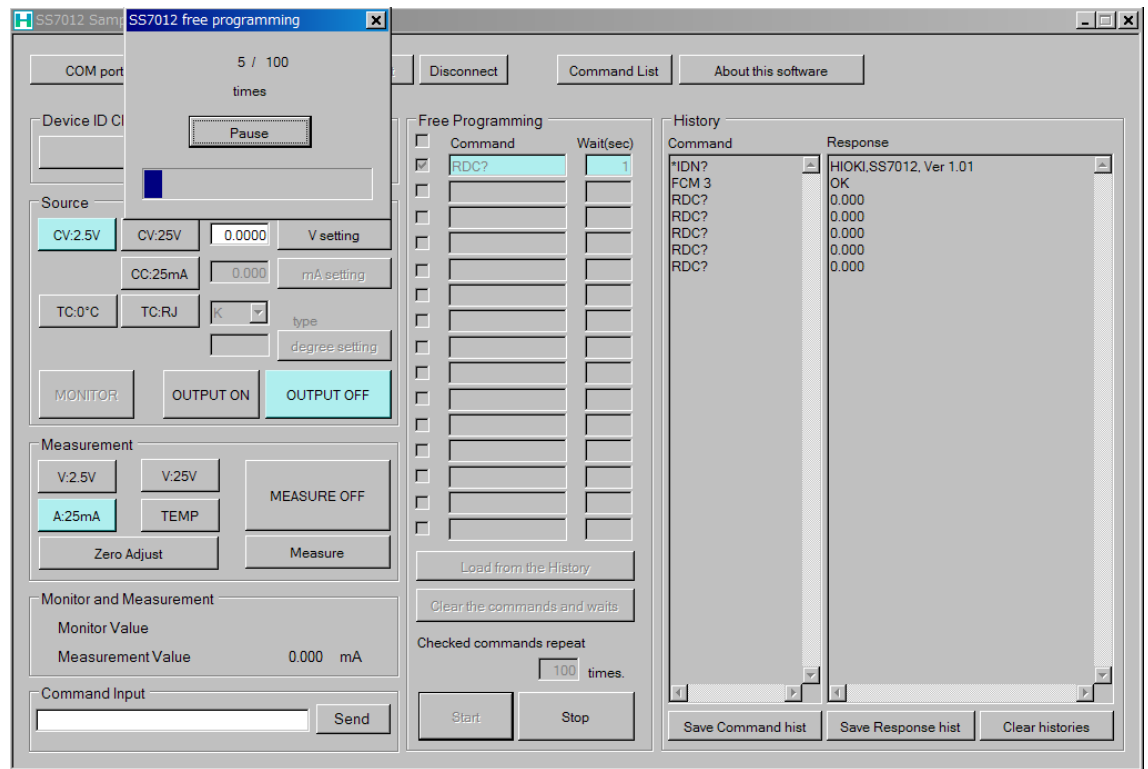 SS7012 Samp
SS7012 free programming
5 / 100
times
Pause
COM port
Disconnect
Command List
About this software
Device ID Cl
Source
CV:2.5V
CV:25V
0.0000
V setting
CC:25mA
0.000
mA setting
TC:0°C
TC:RJ
K
type
degree setting
MONITOR
OUTPUT ON
OUTPUT OFF
Measurement
V:2.5V
V:25V
MEASURE OFF
A:25mA
TEMP
Zero Adjust
Measure
Monitor and Measurement
Monitor Value
Measurement Value 0.000 mA
Command Input
Send
Free Programming
Command Wait(sec)
RDC? 1
Load from the History
Clear the commands and waits
Checked commands repeat
100 times.
Start
Stop
History
Command
*IDN?
FCM 3
RDC?
RDC?
RDC?
RDC?
RDC?
Response
HIOKI,SS7012, Ver 1.01
OK
0.000
0.000
0.000
0.000
0.000
Save Command hist
Save Response hist
Clear histories